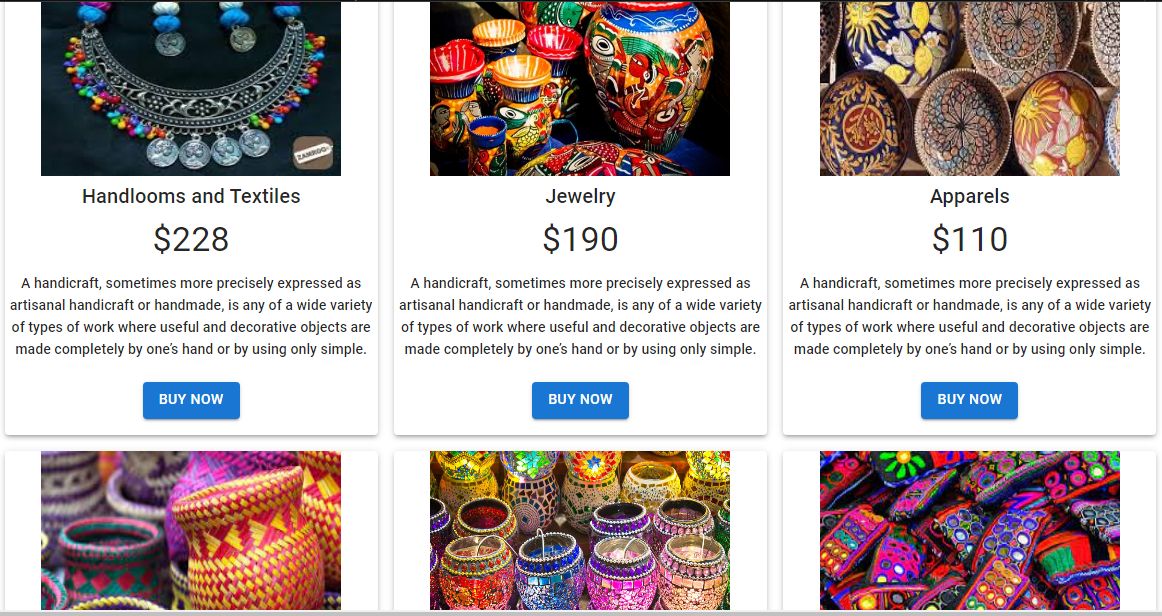 ZAMROO
Handlooms and Textiles
$228
A handicraft, sometimes more precisely expressed as
artisanal handicraft or handmade, is any of a wide variety
of types of work where useful and decorative objects are
made completely by one's hand or by using only simple.
BUY NOW
Jewelry
$190
A handicraft, sometimes more precisely expressed as
artisanal handicraft or handmade, is any of a wide variety
of types of work where useful and decorative objects are
made completely by one's hand or by using only simple.
BUY NOW
Apparels
$110
A handicraft, sometimes more precisely expressed as
artisanal handicraft or handmade, is any of a wide variety
of types of work where useful and decorative objects are
made completely by one's hand or by using only simple.
BUY NOW